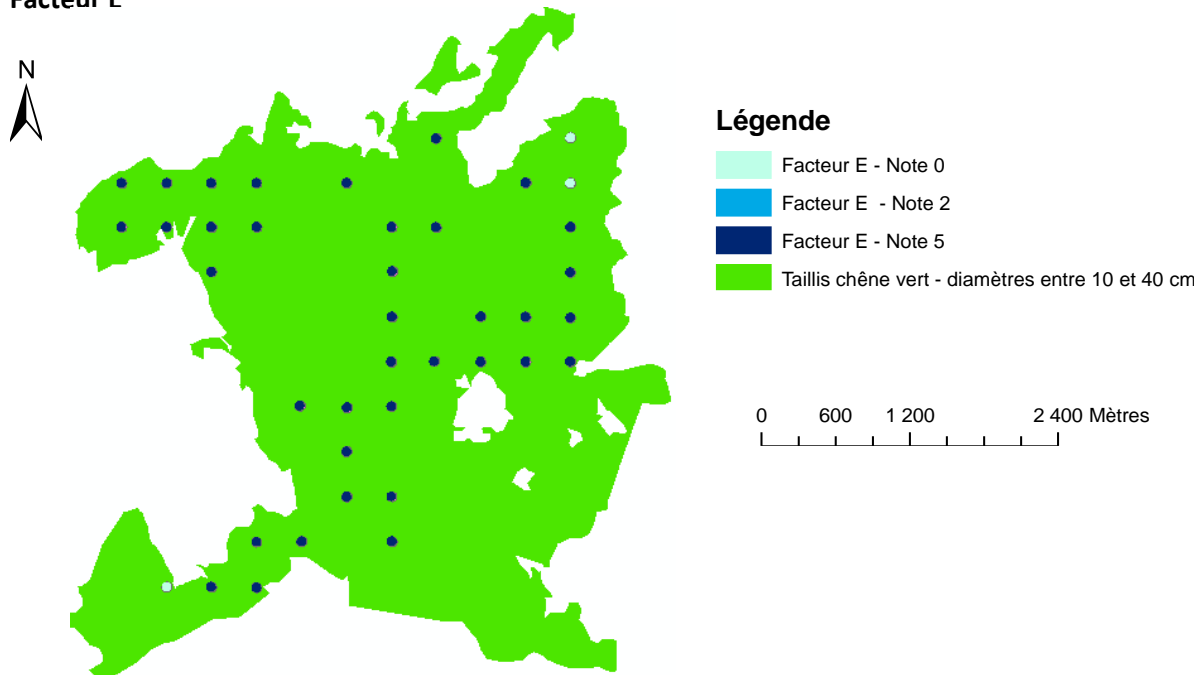 Facteur E
N
Légende
Facteur E - Note 0
Facteur E - Note 2
Facteur E - Note 5
Taillis chêne vert - diamètres entre 10 et 40 cm
0 600 1 200 2 400 Mètres